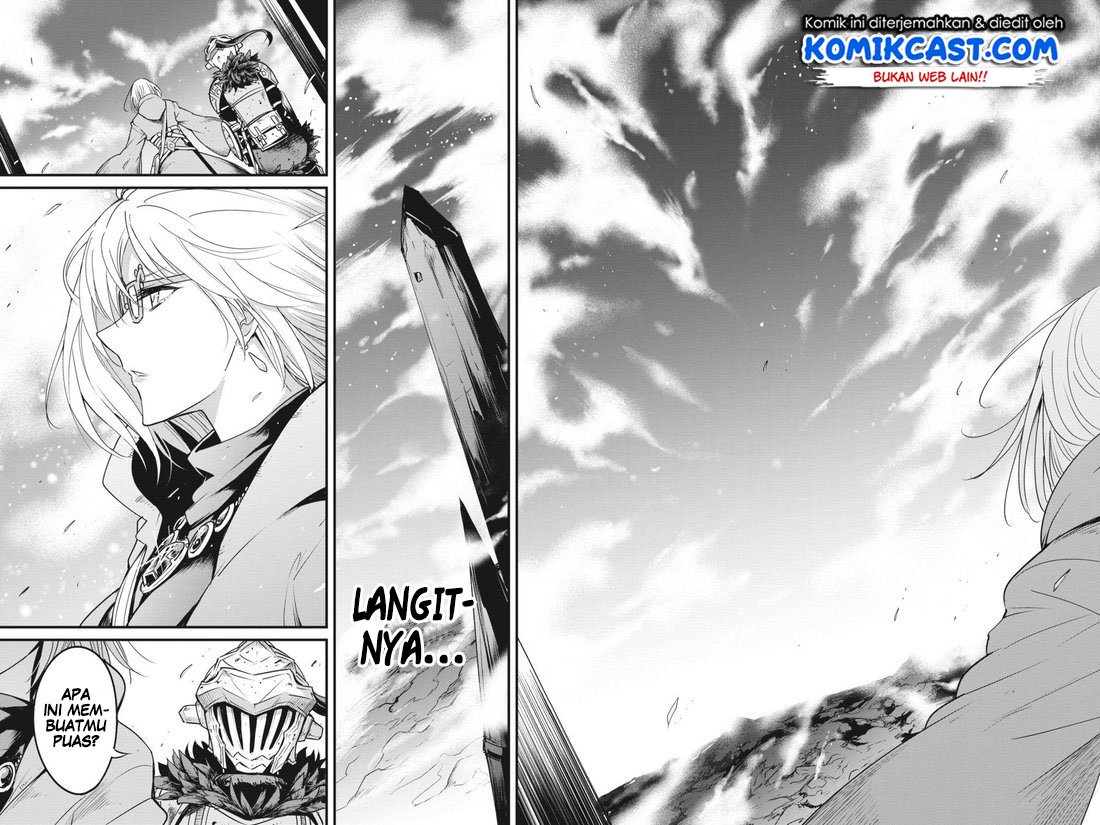 Komik ini diterjemahkan & diedit oleh
KOMIKCAST.COM
BUKAN WEB LAIN!!
LANGIT-
NYA...
APA
INI MEM-
BUATMU
PUAS?